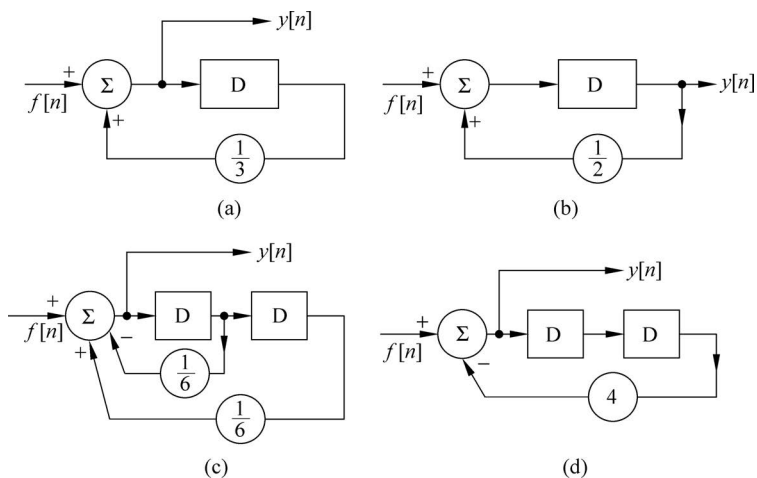 y[n]
+ Σ D
f[n] +
1/3
(a)
+ Σ D y[n]
f[n] +
1/2
(b)
y[n]
+ Σ D D
f[n] + −
1/6
1/6
(c)
y[n]
+ Σ D D
f[n] −
4
(d)